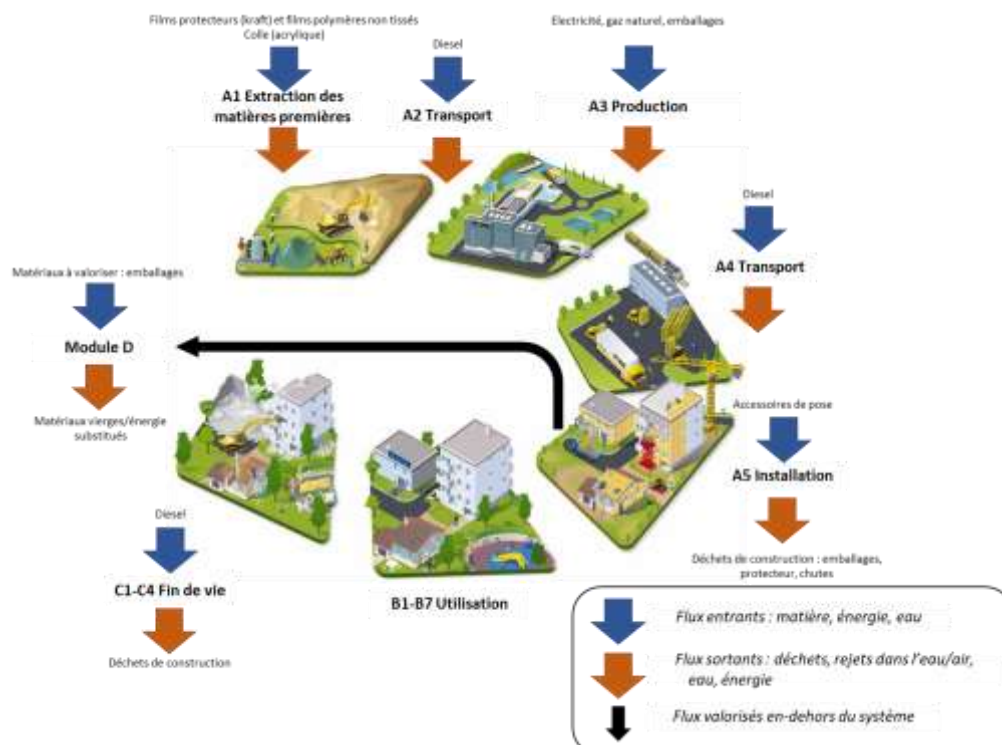 Films protecteurs (kraft) et films polymères non tissés
Colle (acrylique)
A1 Extraction des
matières premières
Diesel
A2 Transport
Electricité, gaz naturel, emballages
A3 Production
Diesel
A4 Transport
Matériaux à valoriser : emballages
Module D
Matériaux vierges/énergie
substitués
Accessoires de pose
A5 Installation
Déchets de construction : emballages,
protecteur, chutes
Diesel
C1-C4 Fin de vie
Déchets de construction
B1-B7 Utilisation
Flux entrants : matière, énergie, eau
Flux sortants : déchets, rejets dans l'eau/air,
eau, énergie
Flux valorisés en-dehors du système